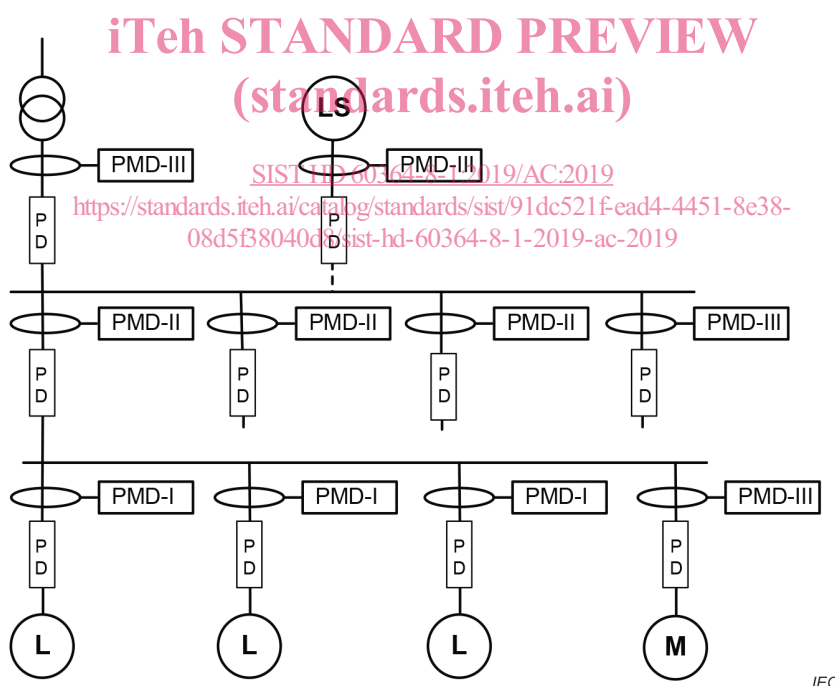 iTeh STANDARD PREVIEW
(standards.iteh.ai)
LS
PMD-III
PMD-III
SIST HD 60364-8-1:2019/AC:2019
https://standards.iteh.ai/catalog/standards/sist/91dc521f-ead4-4451-8e38-
08d5f38040d8/sist-hd-60364-8-1-2019-ac-2019
P
D
P
D
PMD-II
PMD-II
PMD-II
PMD-III
P
D
P
D
P
D
P
D
PMD-I
PMD-I
PMD-I
PMD-III
P
D
P
D
P
D
P
D
L
L
L
M
IEC